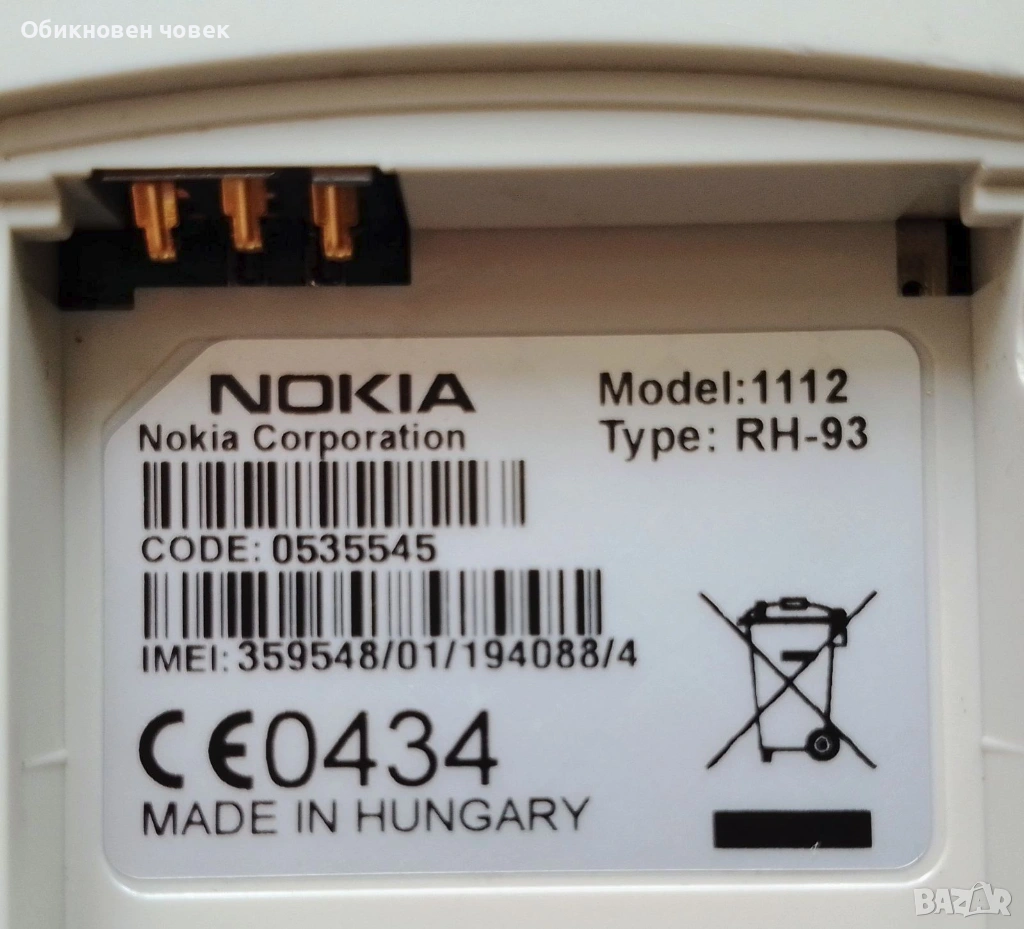 Обикновен човек
NOKIA
Nokia Corporation
Model:1112
Type: RH-93
CODE: 0535545
IMEI: 359548/01/194088/4
CE0434
MADE IN HUNGARY
BAZAR